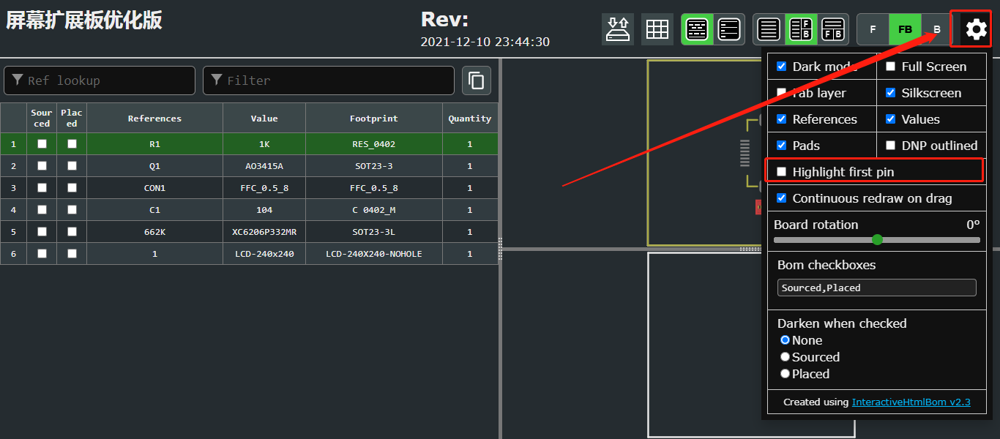 屏幕扩展板优化版
Rev:
2021-12-10 23:44:30
F
B
F B
F
FB
B
Ref lookup
Filter
Sourced Placed References Value Footprint Quantity
1 R1 1K RES_0402 1
2 Q1 AO3415A SOT23-3 1
3 CON1 FFC_0.5_8 FFC_0.5_8 1
4 C1 104 C 0402_M 1
5 662K XC6206P332MR SOT23-3L 1
6 1 LCD-240x240 LCD-240X240-NOHOLE 1
Dark mode Full Screen
Fab layer Silkscreen
References Values
Pads DNP outlined
Highlight first pin
Continuous redraw on drag
Board rotation 0°
Bom checkboxes
Sourced,Placed
Darken when checked
None
Sourced
Placed
Created using InteractiveHtmlBom v2.3